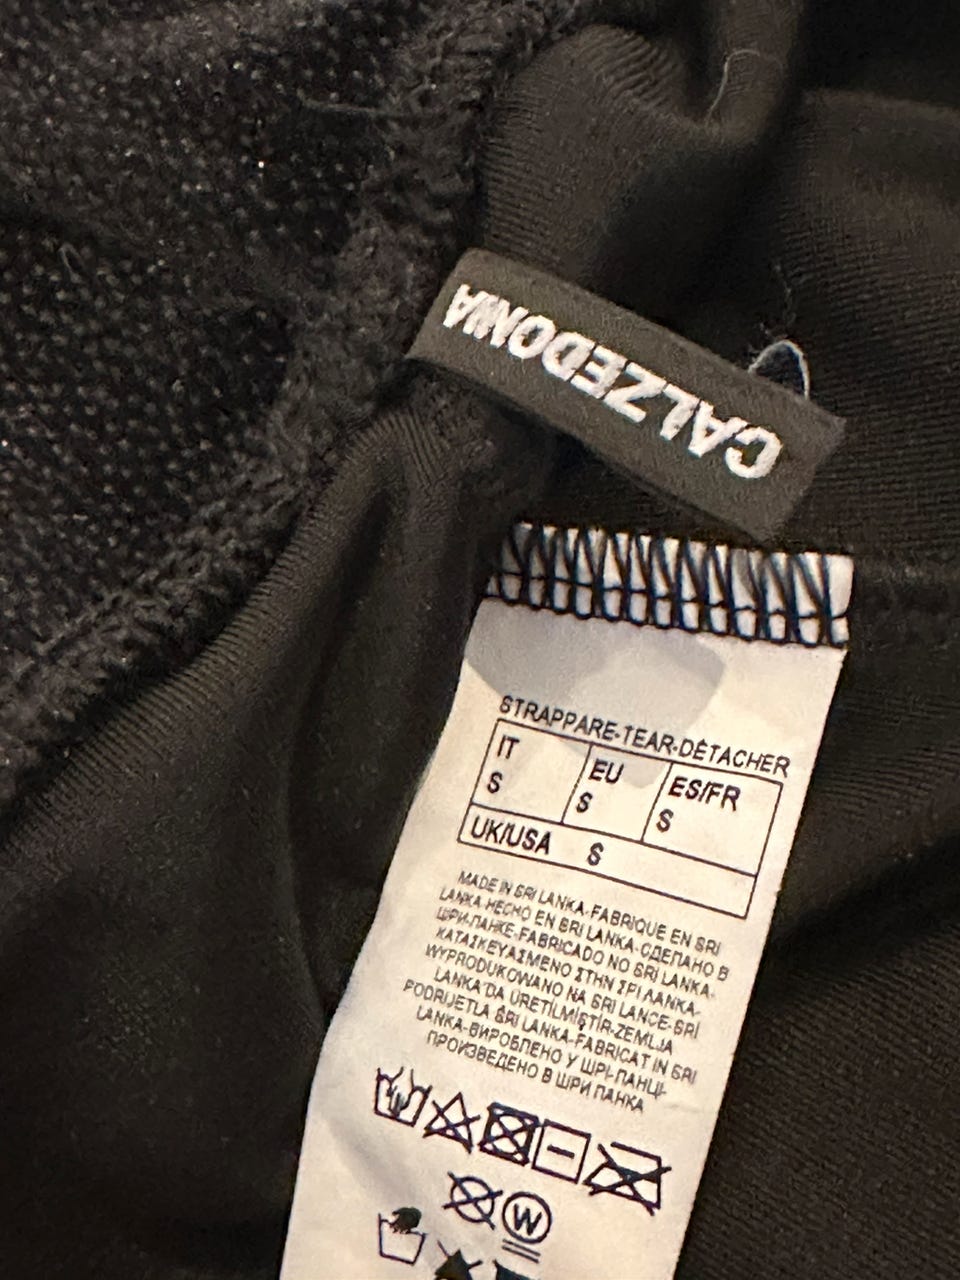 CALZEDONIA
STRAPPARE-TEAR-DÉTACHER
IT
S
EU
S
ES/FR
S
UK/USA S
MADE IN SRI LANKA-FABRIQUE EN SRI
LANKA-HECHO EN SRI LANKA-СДЕЛАНО В
ШРИ-ЛАНКЕ-FABRICADO NO SRI LANKA-
ΚΑΤΑΣΚΕΥΑΣΜΕΝΟ ΣΤΗΝ ΣΡΙ ΛΑΝΚΑ-
WYPRODUKOWANO NA SRI LANCE-SRİ
LANKA'DA ÜRETİLMİŞTİR-ZEMLJA
PODRIJETLA ŠRI LANKA-FABRICAT IN SRI
LANKA-ВИРОБЛЕНО У ШРІ-ЛАНЦІ-
ПРОИЗВЕДЕНО В ШРИ ЛАНКА
W